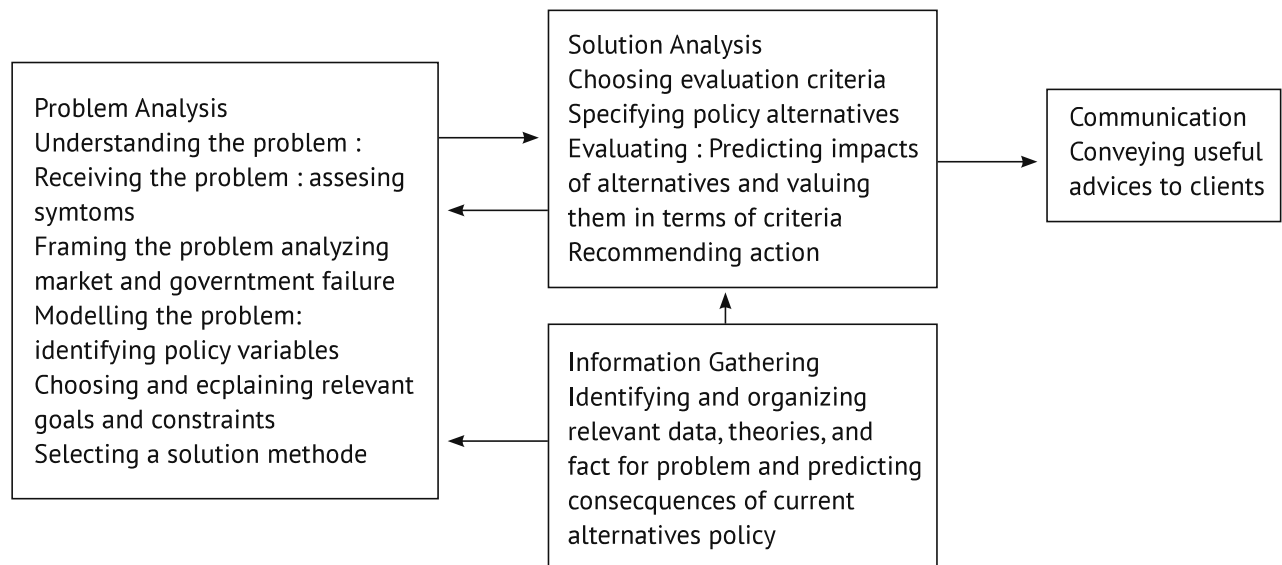 Problem Analysis
Understanding the problem :
Receiving the problem : assesing
symtoms
Framing the problem analyzing
market and governtment failure
Modelling the problem:
identifying policy variables
Choosing and ecplaining relevant
goals and constraints
Selecting a solution methode
Solution Analysis
Choosing evaluation criteria
Specifying policy alternatives
Evaluating : Predicting impacts
of alternatives and valuing
them in terms of criteria
Recommending action
Information Gathering
Identifying and organizing
relevant data, theories, and
fact for problem and predicting
consecquences of current
alternatives policy
Communication
Conveying useful
advices to clients